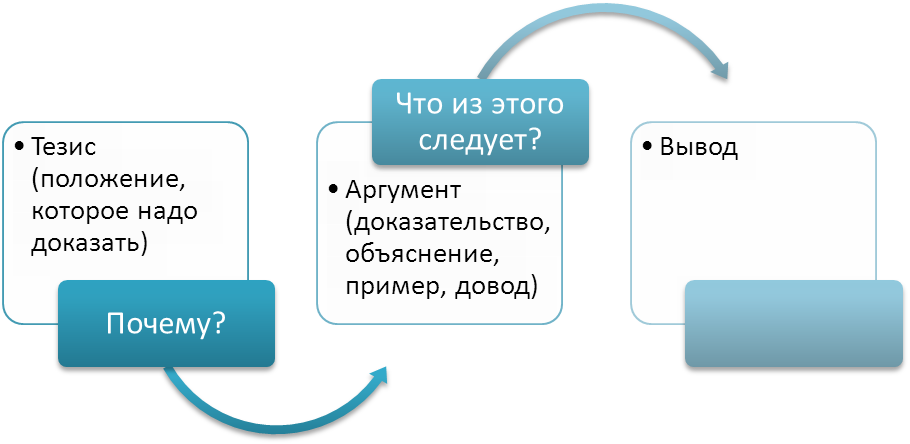 • Тезис
(положение,
которое надо
доказать)
Почему?
Что из этого
следует?
• Аргумент
(доказательство,
объяснение,
пример, довод)
• Вывод